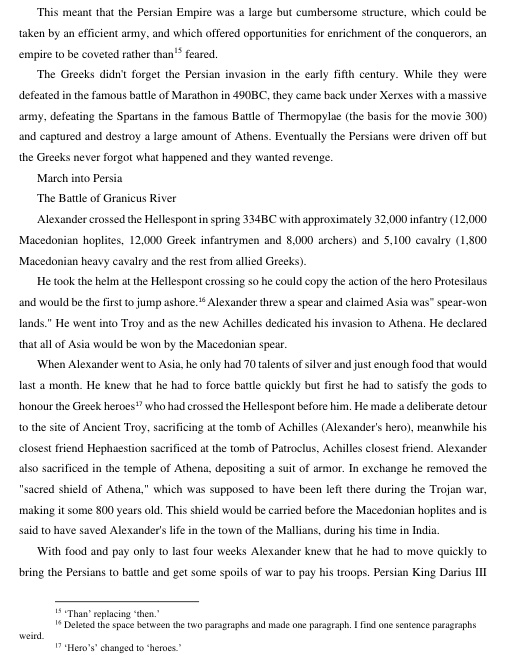 This meant that the Persian Empire was a large but cumbersome structure, which could be
taken by an efficient army, and which offered opportunities for enrichment of the conquerors, an
empire to be coveted rather than15 feared.
The Greeks didn't forget the Persian invasion in the early fifth century. While they were
defeated in the famous battle of Marathon in 490BC, they came back under Xerxes with a massive
army, defeating the Spartans in the famous Battle of Thermopylae (the basis for the movie 300)
and captured and destroy a large amount of Athens. Eventually the Persians were driven off but
the Greeks never forgot what happened and they wanted revenge.
March into Persia
The Battle of Granicus River
Alexander crossed the Hellespont in spring 334BC with approximately 32,000 infantry (12,000
Macedonian hoplites, 12,000 Greek infantrymen and 8,000 archers) and 5,100 cavalry (1,800
Macedonian heavy cavalry and the rest from allied Greeks).
He took the helm at the Hellespont crossing so he could copy the action of the hero Protesilaus
and would be the first to jump ashore.16 Alexander threw a spear and claimed Asia was" spear-won
lands." He went into Troy and as the new Achilles dedicated his invasion to Athena. He declared
that all of Asia would be won by the Macedonian spear.
When Alexander went to Asia, he only had 70 talents of silver and just enough food that would
last a month. He knew that he had to force battle quickly but first he had to satisfy the gods to
honour the Greek heroes17 who had crossed the Hellespont before him. He made a deliberate detour
to the site of Ancient Troy, sacrificing at the tomb of Achilles (Alexander's hero), meanwhile his
closest friend Hephaestion sacrificed at the tomb of Patroclus, Achilles closest friend. Alexander
also sacrificed in the temple of Athena, depositing a suit of armor. In exchange he removed the
"sacred shield of Athena," which was supposed to have been left there during the Trojan war,
making it some 800 years old. This shield would be carried before the Macedonian hoplites and is
said to have saved Alexander's life in the town of the Mallians, during his time in India.
With food and pay only to last four weeks Alexander knew that he had to move quickly to
bring the Persians to battle and get some spoils of war to pay his troops. Persian King Darius III
15 ‘Than’ replacing ‘then.’
16 Deleted the space between the two paragraphs and made one paragraph. I find one sentence paragraphs
weird.
17 ‘Hero’s’ changed to ‘heroes.’